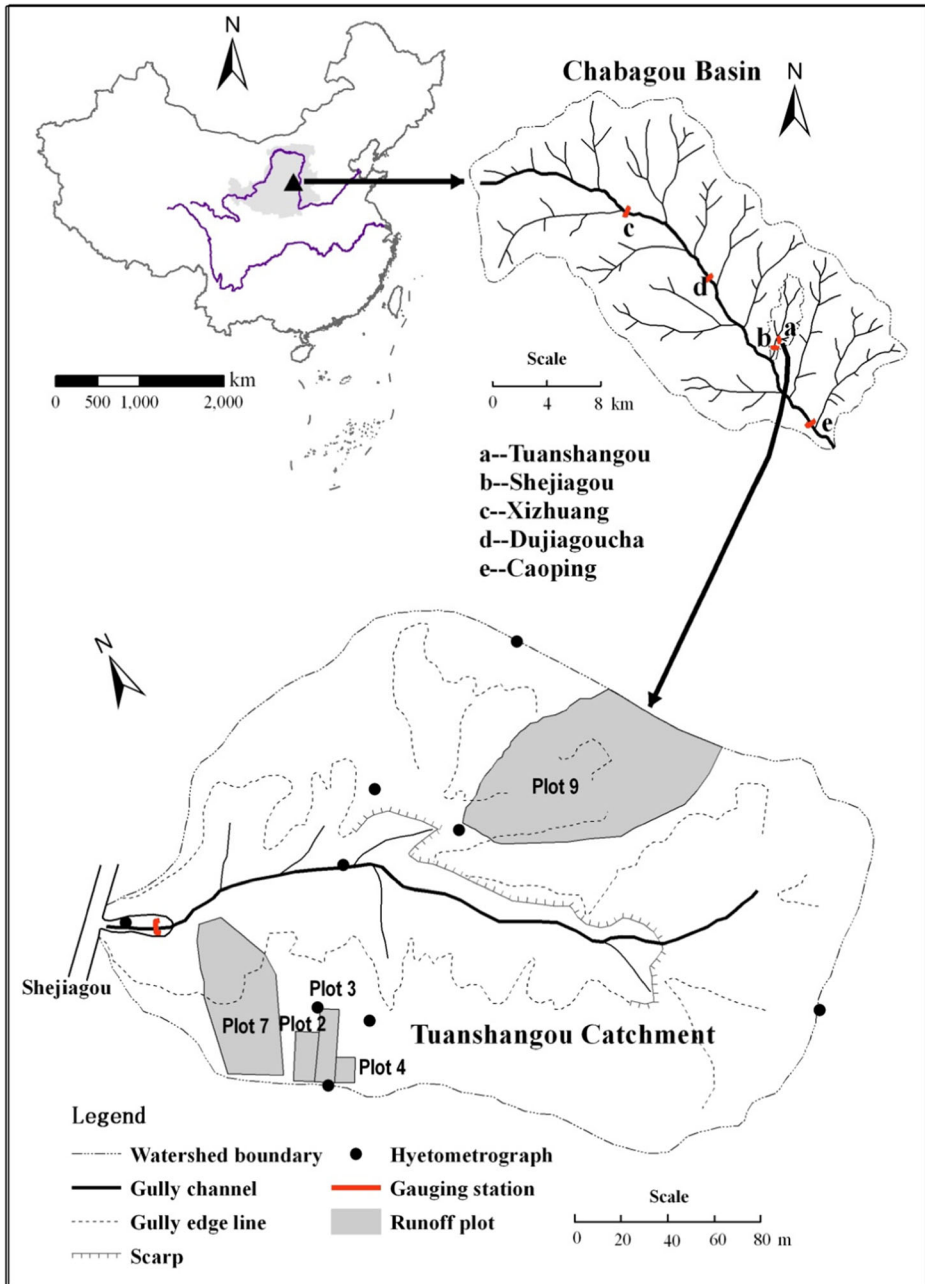 N
Chabagou Basin
N
c
d
a
b
e
km
0 500 1,000 2,000
Scale
0 4 8 km
a--Tuanshangou
b--Shejiagou
c--Xizhuang
d--Dujiagoucha
e--Caoping
N
Plot 9
Shejiagou
Plot 3
Plot 7
Plot 2
Tuanshangou Catchment
Plot 4
Legend
Watershed boundary
Hyetometrograph
Gully channel
Gauging station
Gully edge line
Runoff plot
Scarp
Scale
0 20 40 60 80 m